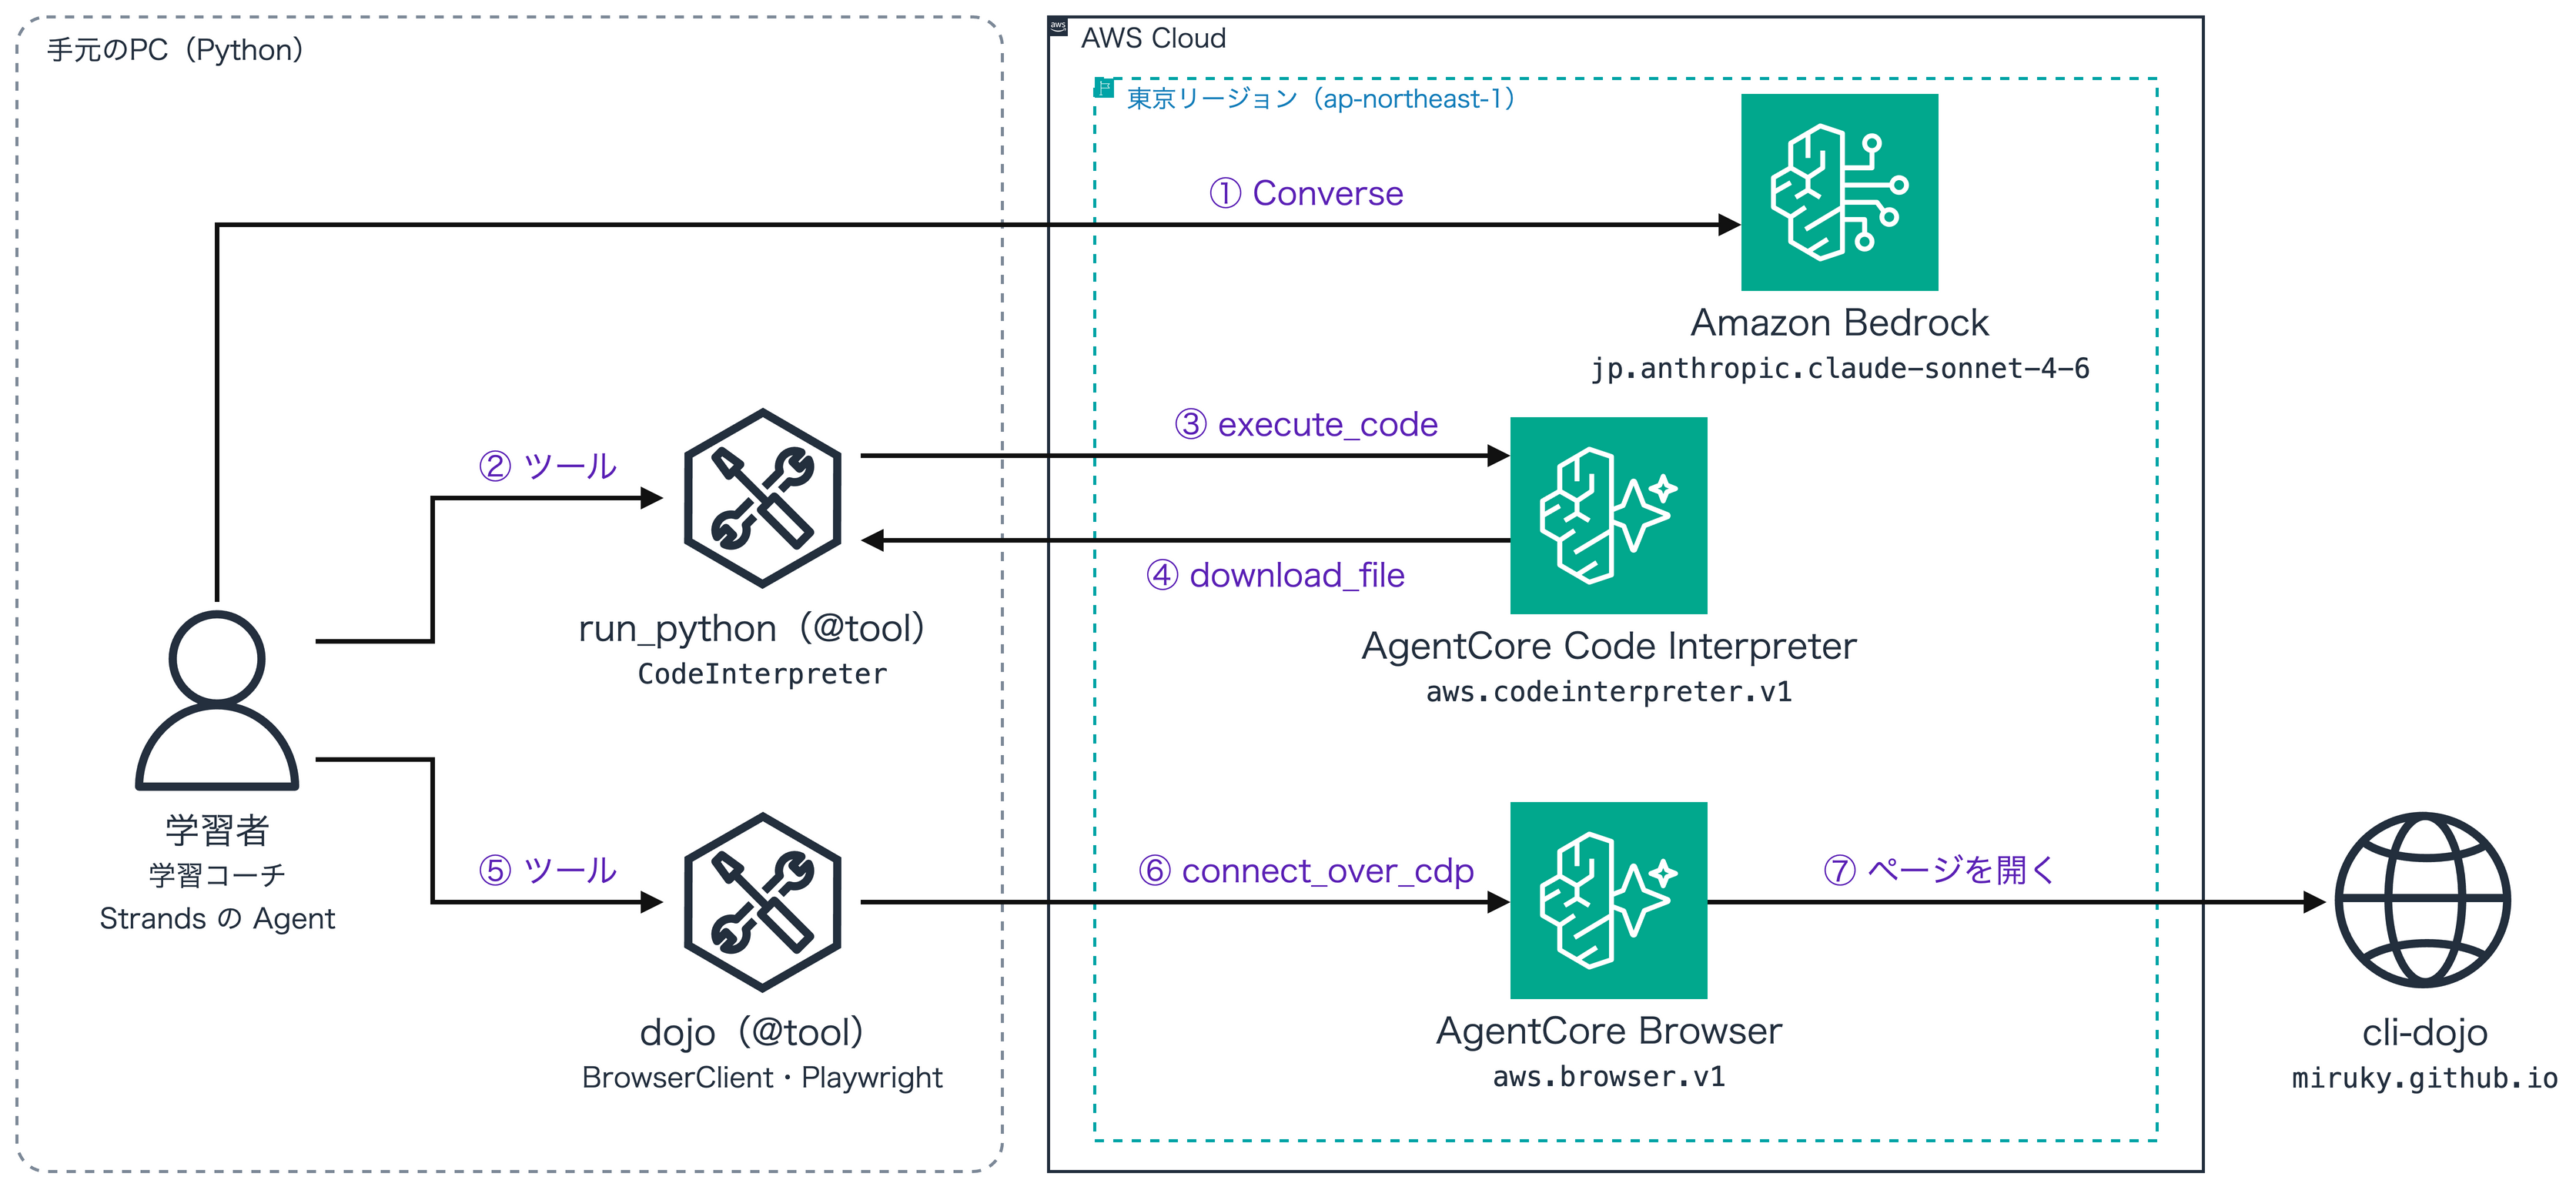 手元のPC（Python）
aws
AWS Cloud
東京リージョン（ap-northeast-1）
① Converse
Amazon Bedrock
jp.anthropic.claude-sonnet-4-6
② ツール
③ execute_code
④ download_file
run_python（@tool）
CodeInterpreter
AgentCore Code Interpreter
aws.codeinterpreter.v1
学習者
学習コーチ
Strands の Agent
⑤ ツール
⑥ connect_over_cdp
⑦ ページを開く
dojo（@tool）
BrowserClient・Playwright
AgentCore Browser
aws.browser.v1
cli-dojo
miruky.github.io